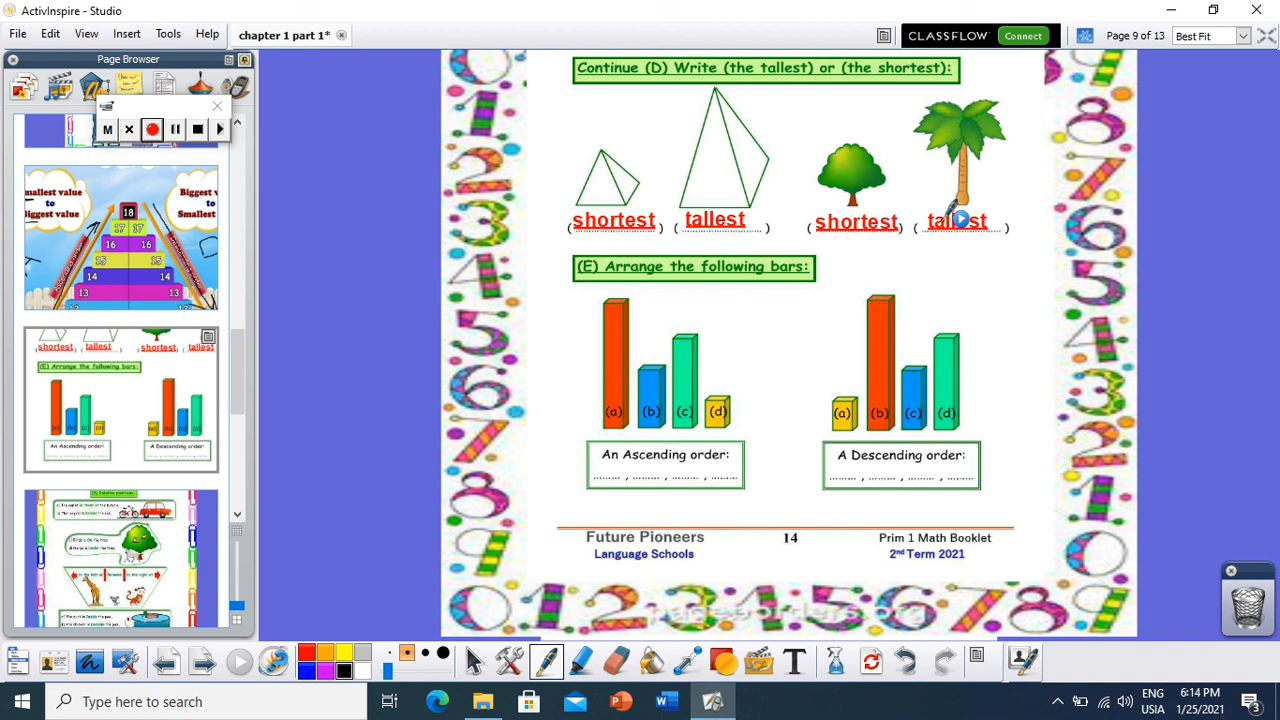 ActivInspire - Studio
File Edit View Insert Tools Help chapter 1 part 1* CLASSFLOW Connect Page 9 of 13 Best Fit
Page Browser
M
mallest value
to
iggest value
Biggest v
to
Smallest
18
17 17
16 16
15 15
14 14
13 13
shortest tallest shortest tallest
(E) Arrange the following bars:
An Ascending order: A Descending order:
Continue (D) Write (the tallest) or (the shortest):
(shortest) (tallest) (shortest) (tallest)
(E) Arrange the following bars:
(a) (b) (c) (d) (a) (b) (c) (d)
An Ascending order: A Descending order:
........ , ........ , ........ , ........ ........ , ........ , ........ , ........
Future Pioneers 14 Prim 1 Math Booklet
Language Schools 2nd Term 2021
Type here to search
ENG 6:14 PM
USIA 1/25/2021
3